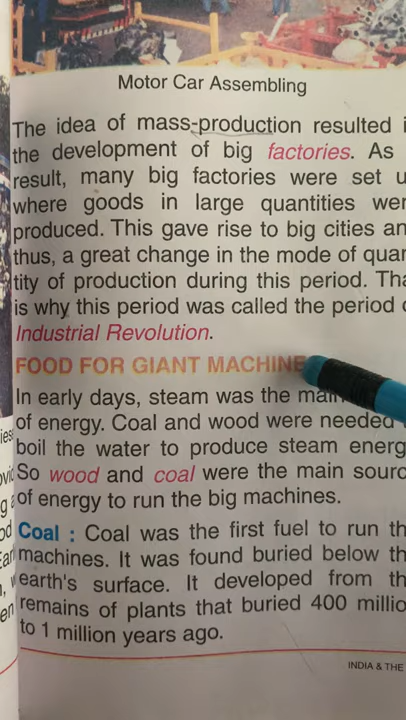 Motor Car Assembling
The idea of mass-production resulted
the development of big factories. As
result, many big factories were set
where goods in large quantities
produced. This gave rise to big cities
thus, a great change in the mode of
tity of production during this period.
is why this period was called the period
Industrial Revolution.
FOOD FOR GIANT
In early days, steam was the main
of energy. Coal and wood were needed
boil the water to produce steam
So wood and coal were the main
of energy to run the big machines.
Coal : Coal was the first fuel to run
machines. It was found buried below
earth's surface. It developed from
remains of plants that buried 400
to 1 million years ago.
INDIA & THE